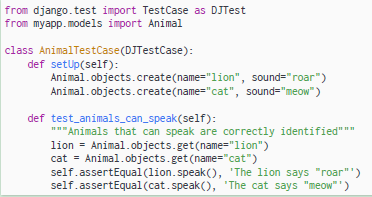 from django.test import TestCase as DJTest
from myapp.models import Animal
class AnimalTestCase(DJTestCase):
def setUp(self):
Animal.objects.create(name="lion", sound="roar")
Animal.objects.create(name="cat", sound="meow")
def test_animals_can_speak(self):
"""Animals that can speak are correctly identified"""
lion = Animal.objects.get(name="lion")
cat = Animal.objects.get(name="cat")
self.assertEqual(lion.speak(), 'The lion says "roar"')
self.assertEqual(cat.speak(), 'The cat says "meow"')